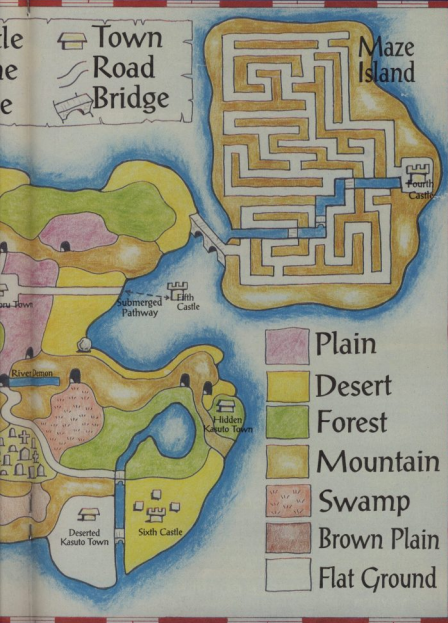 Town
Road
Bridge
Maze
Island
Fourth
Castle
Submerged
Pathway
Fifth
Castle
Town
River Demon
Hidden
Kasuto Town
Deserted
Kasuto Town
Sixth Castle
Plain
Desert
Forest
Mountain
Swamp
Brown Plain
Flat Ground